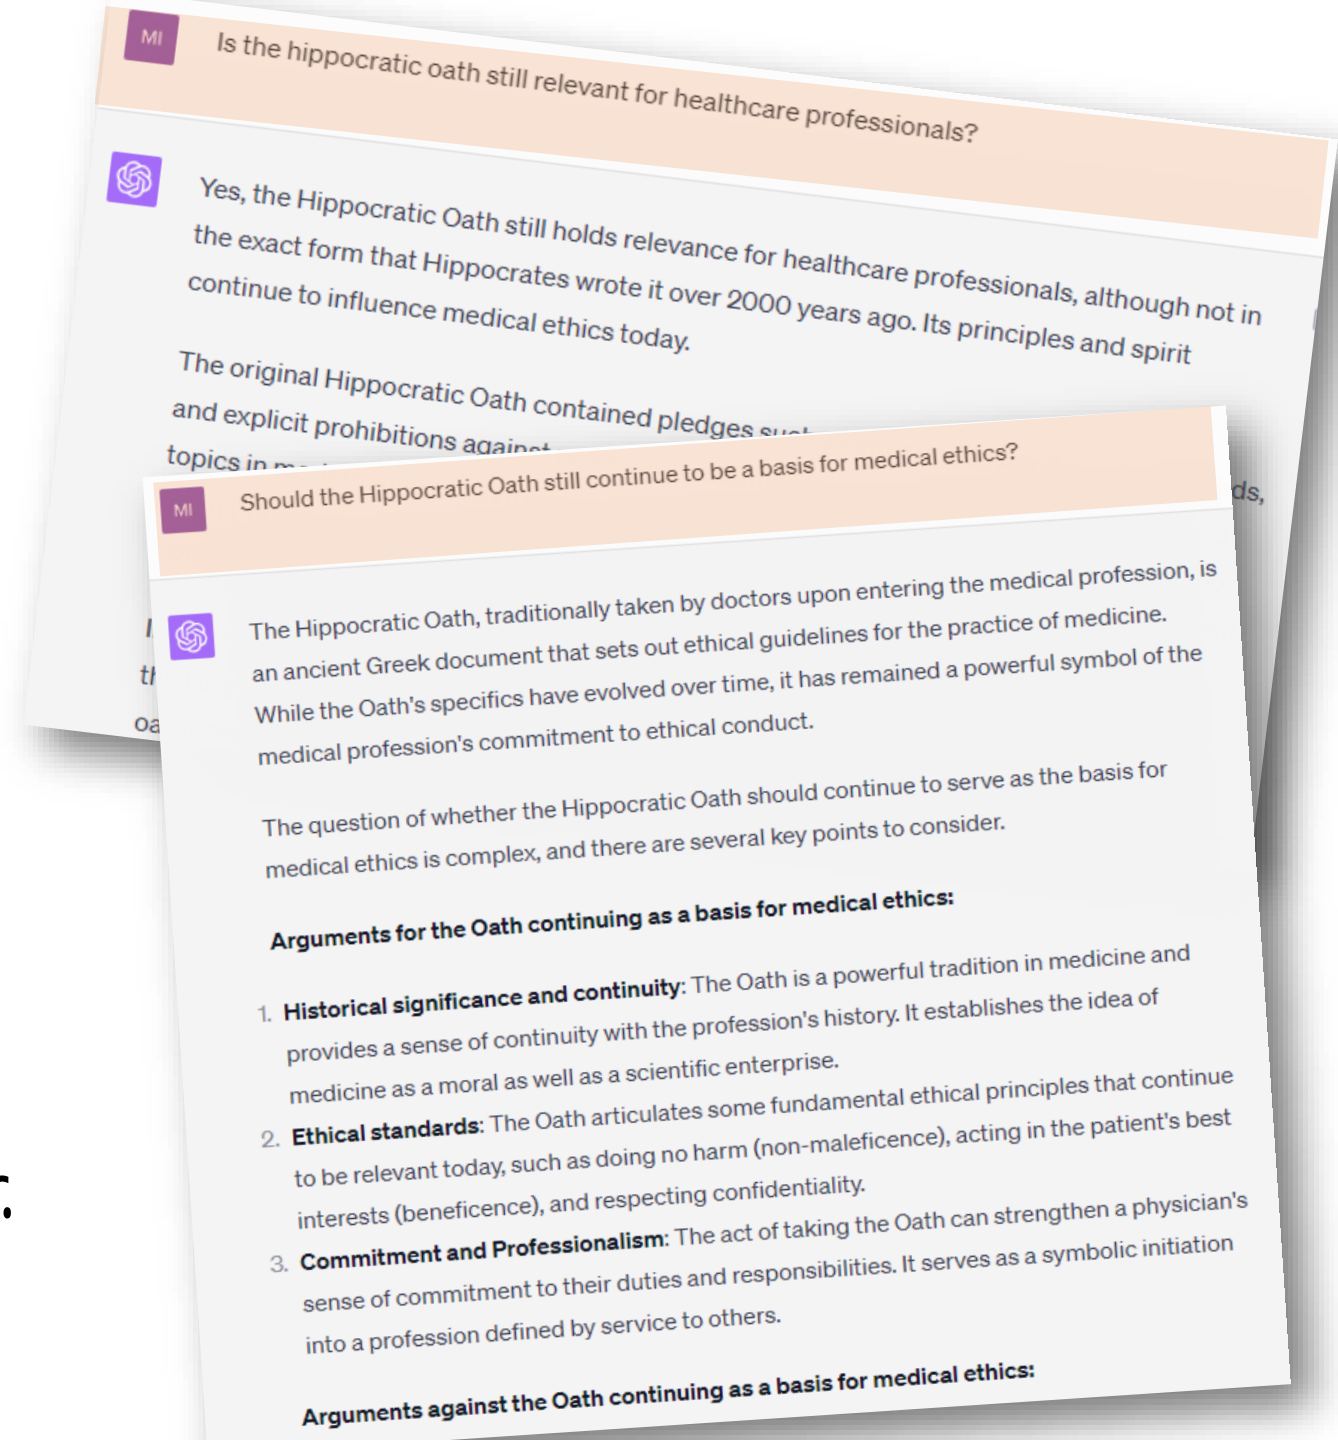 MI
Is the hippocratic oath still relevant for healthcare professionals?
Yes, the Hippocratic Oath still holds relevance for healthcare professionals, although not in
the exact form that Hippocrates wrote it over 2000 years ago. Its principles and spirit
continue to influence medical ethics today.
The original Hippocratic Oath contained pledges such
and explicit prohibitions against
topics in
ds,
MI
Should the Hippocratic Oath still continue to be a basis for medical ethics?
The Hippocratic Oath, traditionally taken by doctors upon entering the medical profession, is
an ancient Greek document that sets out ethical guidelines for the practice of medicine.
While the Oath's specifics have evolved over time, it has remained a powerful symbol of the
medical profession's commitment to ethical conduct.
The question of whether the Hippocratic Oath should continue to serve as the basis for
medical ethics is complex, and there are several key points to consider.
Arguments for the Oath continuing as a basis for medical ethics:
1. Historical significance and continuity: The Oath is a powerful tradition in medicine and
provides a sense of continuity with the profession's history. It establishes the idea of
medicine as a moral as well as a scientific enterprise.
2. Ethical standards: The Oath articulates some fundamental ethical principles that continue
to be relevant today, such as doing no harm (non-maleficence), acting in the patient's best
interests (beneficence), and respecting confidentiality.
3. Commitment and Professionalism: The act of taking the Oath can strengthen a physician's
sense of commitment to their duties and responsibilities. It serves as a symbolic initiation
into a profession defined by service to others.
Arguments against the Oath continuing as a basis for medical ethics: